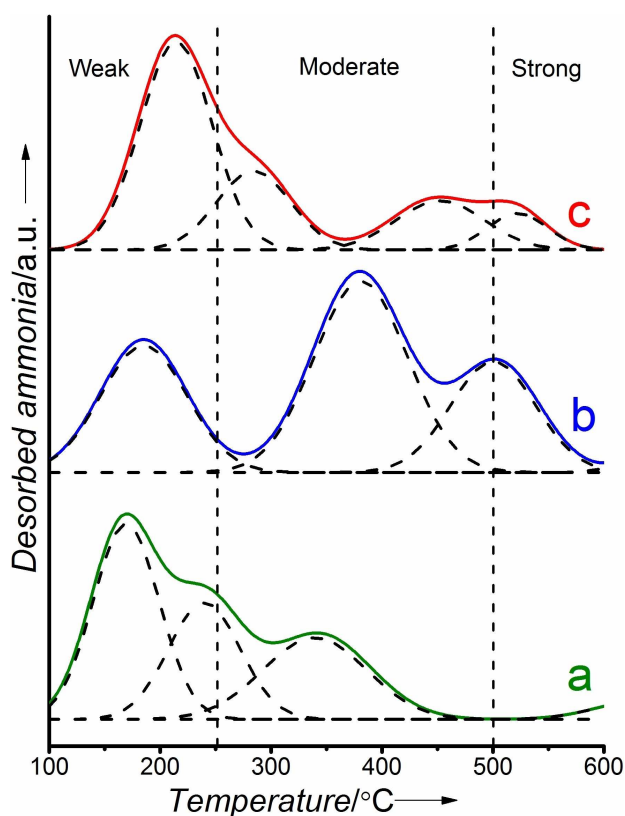 Weak Moderate Strong
c
b
a
Desorbed ammonia/a.u.
100 200 300 400 500 600
Temperature/°C